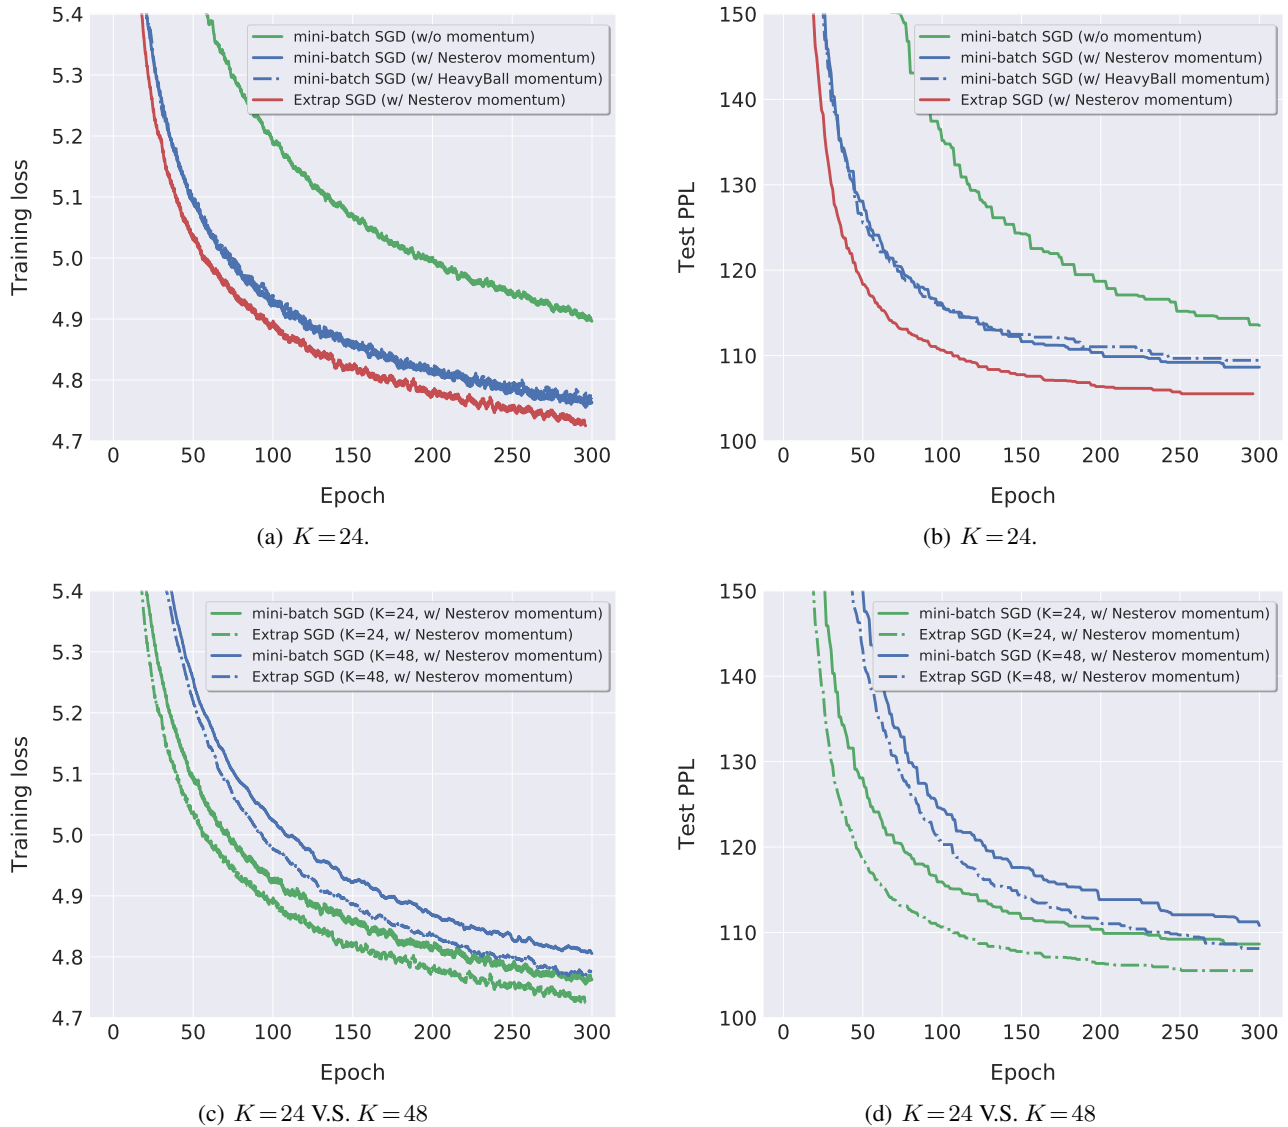 5.4
5.3
5.2
5.1
5.0
4.9
4.8
4.7
Training loss
mini-batch SGD (w/o momentum)
mini-batch SGD (w/ Nesterov momentum)
mini-batch SGD (w/ HeavyBall momentum)
Extrap SGD (w/ Nesterov momentum)
0 50 100 150 200 250 300
Epoch
(a) K=24.
150
140
130
120
110
100
Test PPL
mini-batch SGD (w/o momentum)
mini-batch SGD (w/ Nesterov momentum)
mini-batch SGD (w/ HeavyBall momentum)
Extrap SGD (w/ Nesterov momentum)
0 50 100 150 200 250 300
Epoch
(b) K=24.
5.4
5.3
5.2
5.1
5.0
4.9
4.8
4.7
Training loss
mini-batch SGD (K=24, w/ Nesterov momentum)
Extrap SGD (K=24, w/ Nesterov momentum)
mini-batch SGD (K=48, w/ Nesterov momentum)
Extrap SGD (K=48, w/ Nesterov momentum)
0 50 100 150 200 250 300
Epoch
(c) K=24 V.S. K=48
150
140
130
120
110
100
Test PPL
mini-batch SGD (K=24, w/ Nesterov momentum)
Extrap SGD (K=24, w/ Nesterov momentum)
mini-batch SGD (K=48, w/ Nesterov momentum)
Extrap SGD (K=48, w/ Nesterov momentum)
0 50 100 150 200 250 300
Epoch
(d) K=24 V.S. K=48